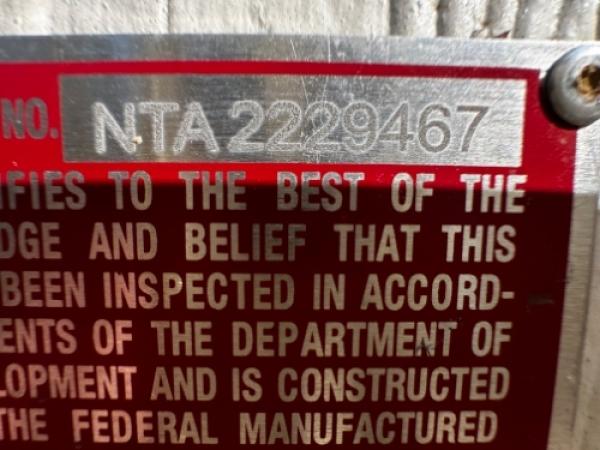 NO. NTA2229467
IFIES TO THE BEST OF THE
DGE AND BELIEF THAT THIS
BEEN INSPECTED IN ACCORD-
ENTS OF THE DEPARTMENT OF
LOPMENT AND IS CONSTRUCTED
THE FEDERAL MANUFACTURED